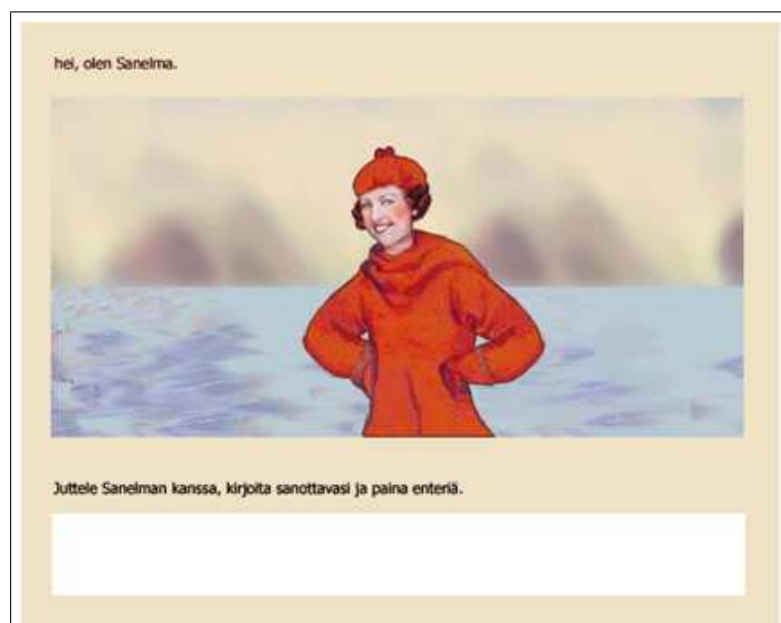 hei, olen Sanelma.
Juttele Sanelman kanssa, kirjoita sanottavasi ja paina enteriä.